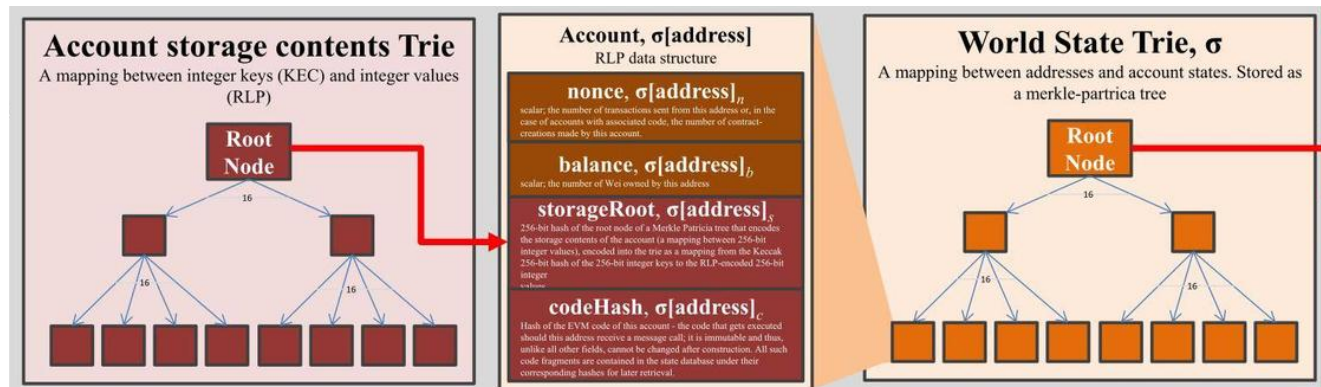 Account storage contents Trie
A mapping between integer keys (KEC) and integer values
(RLP)
Root
Node
16
16
16
Account, σ[address]
RLP data structure
nonce, σ[address]n
scalar; the number of transactions sent from this address or, in the
case of accounts with associated code, the number of contract-
creations made by this account.
balance, σ[address]b
scalar; the number of Wei owned by this address
storageRoot, σ[address]s
256-bit hash of the root node of a Merkle Patricia tree that encodes
the storage contents of the account (a mapping between 256-bit
integer values), encoded into the trie as a mapping from the Keccak
256-bit hash of the 256-bit integer keys to the RLP-encoded 256-bit
integer
values
codeHash, σ[address]c
Hash of the EVM code of this account - the code that gets executed
should this address receive a message call; it is immutable and thus,
unlike all other fields, cannot be changed after construction. All such
code fragments are contained in the state database under their
corresponding hashes for later retrieval.
World State Trie, σ
A mapping between addresses and account states. Stored as
a merkle-partrica tree
Root
Node
16
16
16